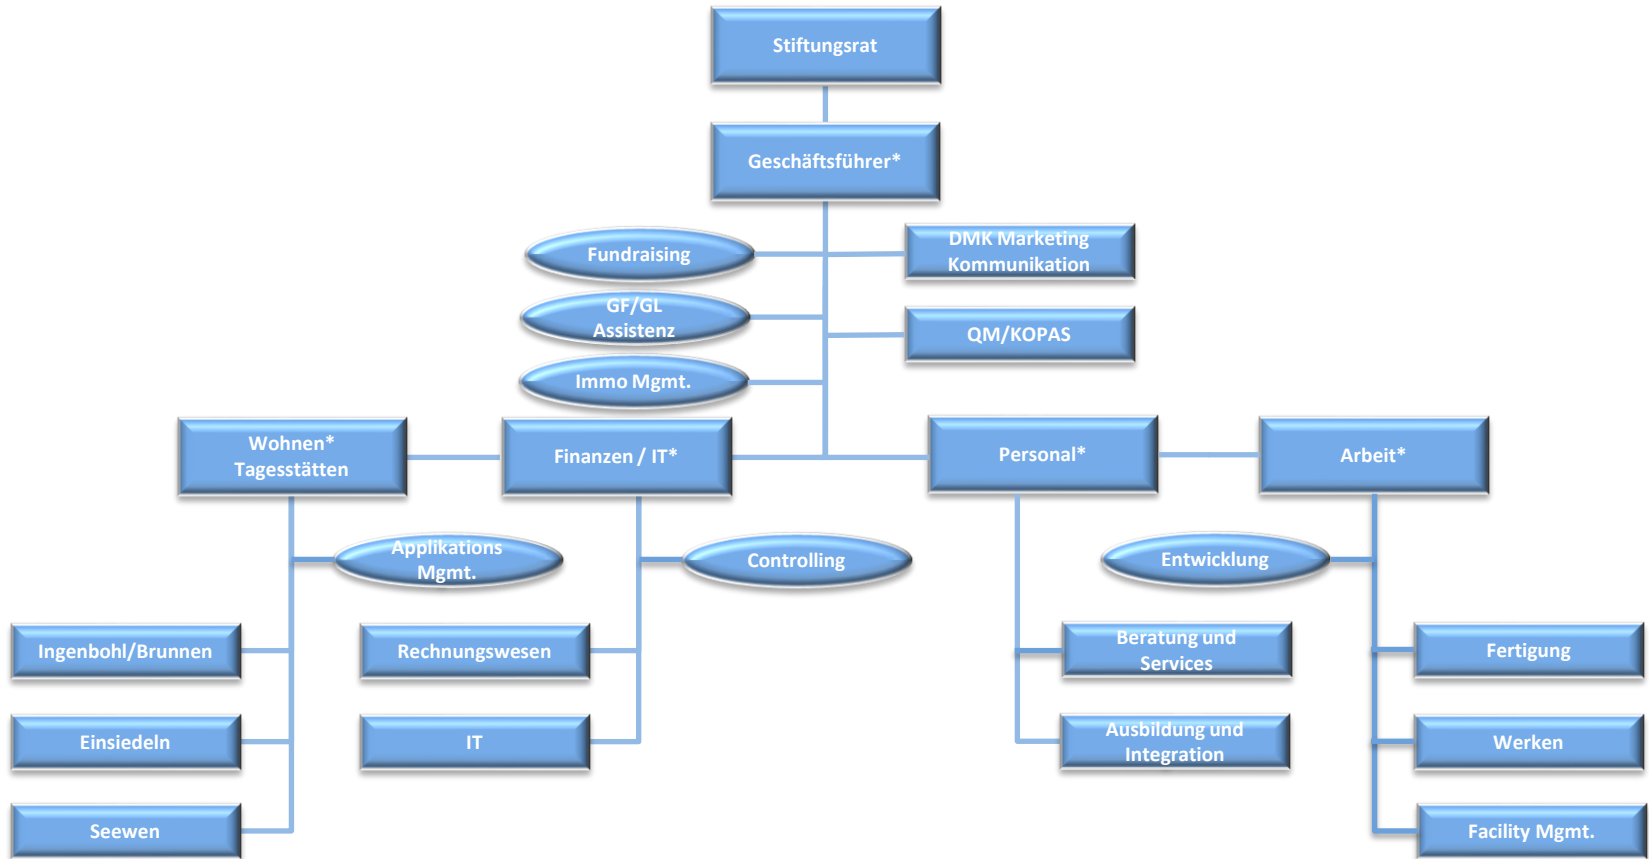 Stiftungsrat
Geschäftsführer*
Fundraising
DMK Marketing
Kommunikation
GF/GL
Assistenz
QM/KOPAS
Immo Mgmt.
Wohnen*
Tagesstätten
Finanzen / IT*
Personal*
Arbeit*
Applikations
Mgmt.
Controlling
Entwicklung
Ingenbohl/Brunnen
Rechnungswesen
Beratung und
Services
Fertigung
Einsiedeln
IT
Ausbildung und
Integration
Werken
Seewen
Facility Mgmt.